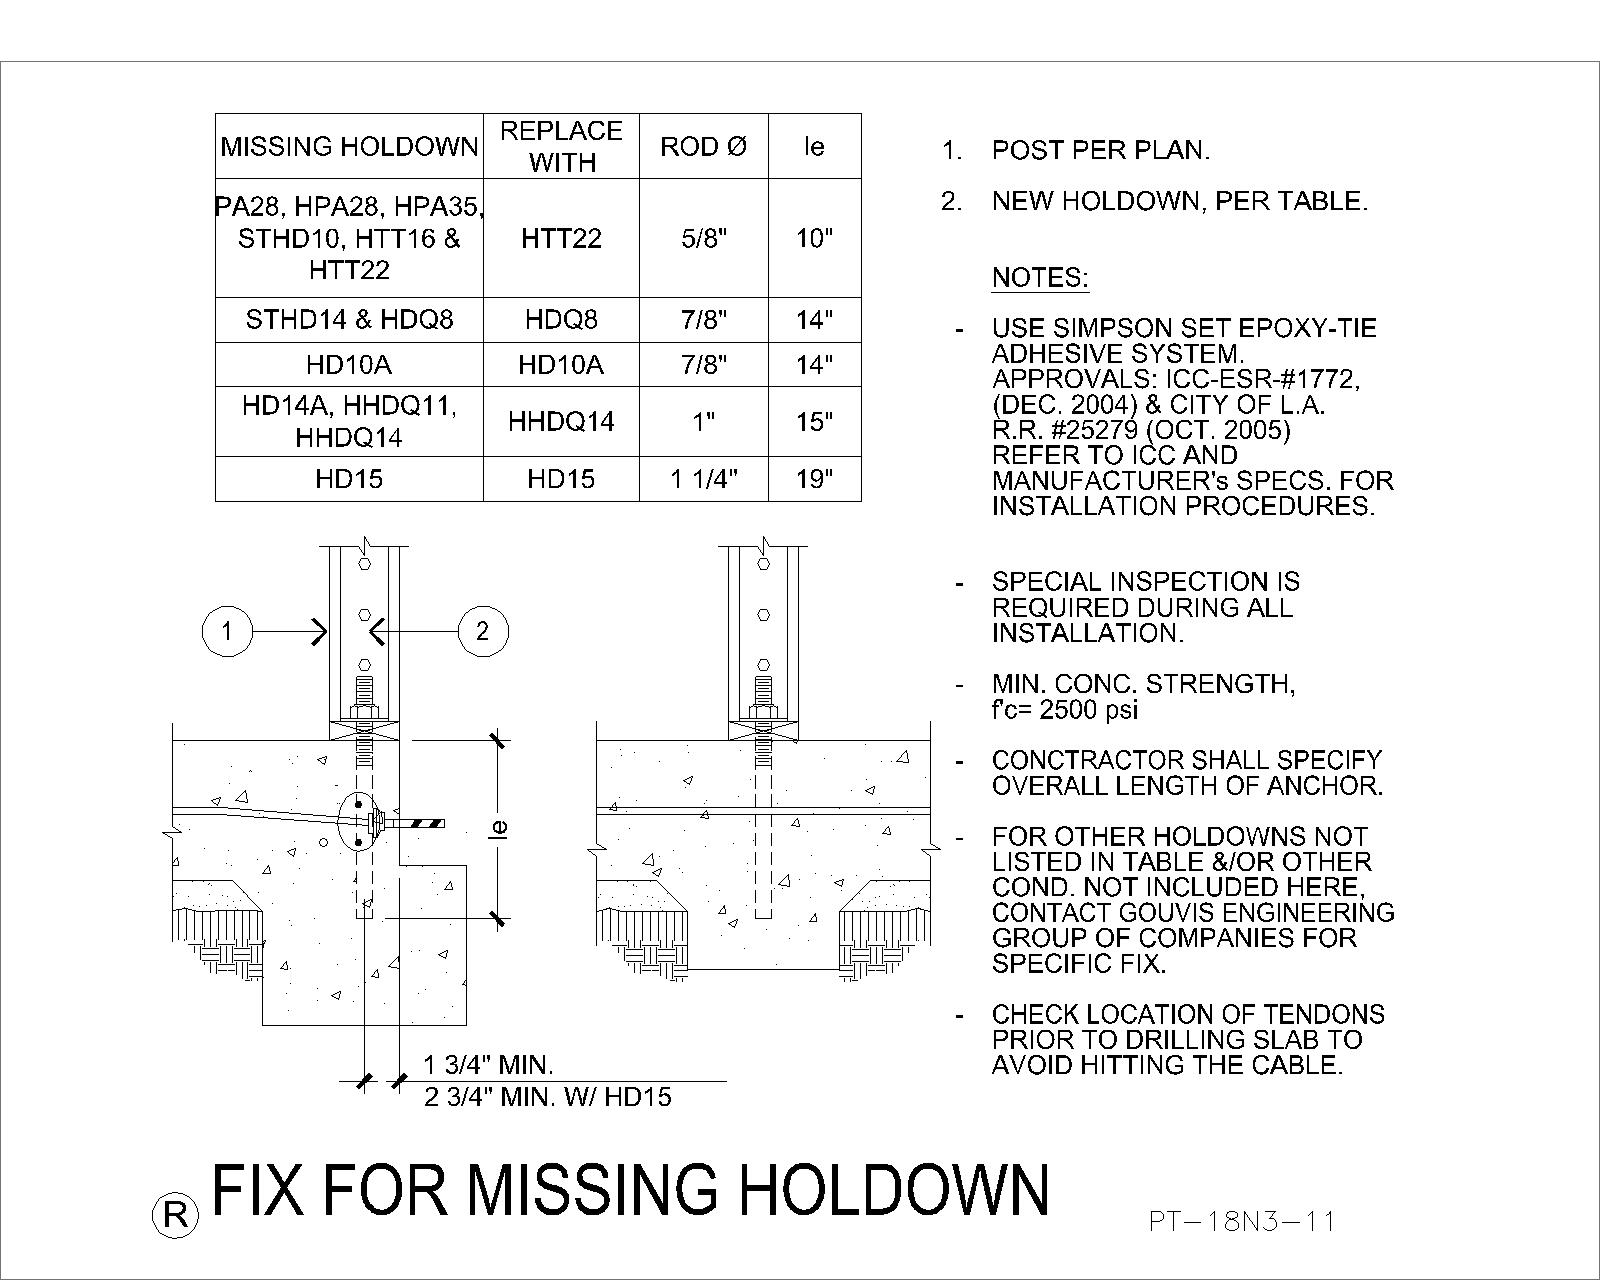 MISSING HOLDOWN
REPLACE
WITH
ROD Ø
le
PA28, HPA28, HPA35,
STHD10, HTT16 &
HTT22
HTT22
5/8"
10"
STHD14 & HDQ8
HDQ8
7/8"
14"
HD10A
HD10A
7/8"
14"
HD14A, HHDQ11,
HHDQ14
HHDQ14
1"
15"
HD15
HD15
1 1/4"
19"
1. POST PER PLAN.
2. NEW HOLDOWN, PER TABLE.
NOTES:
- USE SIMPSON SET EPOXY-TIE
ADHESIVE SYSTEM.
APPROVALS: ICC-ESR-#1772,
(DEC. 2004) & CITY OF L.A.
R.R. #25279 (OCT. 2005)
REFER TO ICC AND
MANUFACTURER's SPECS. FOR
INSTALLATION PROCEDURES.
- SPECIAL INSPECTION IS
REQUIRED DURING ALL
INSTALLATION.
- MIN. CONC. STRENGTH,
f'c= 2500 psi
- CONCTRACTOR SHALL SPECIFY
OVERALL LENGTH OF ANCHOR.
- FOR OTHER HOLDOWNS NOT
LISTED IN TABLE &/OR OTHER
COND. NOT INCLUDED HERE,
CONTACT GOUVIS ENGINEERING
GROUP OF COMPANIES FOR
SPECIFIC FIX.
- CHECK LOCATION OF TENDONS
PRIOR TO DRILLING SLAB TO
AVOID HITTING THE CABLE.
1
2
le
1 3/4" MIN.
2 3/4" MIN. W/ HD15
R FIX FOR MISSING HOLDOWN
PT-18N3-11